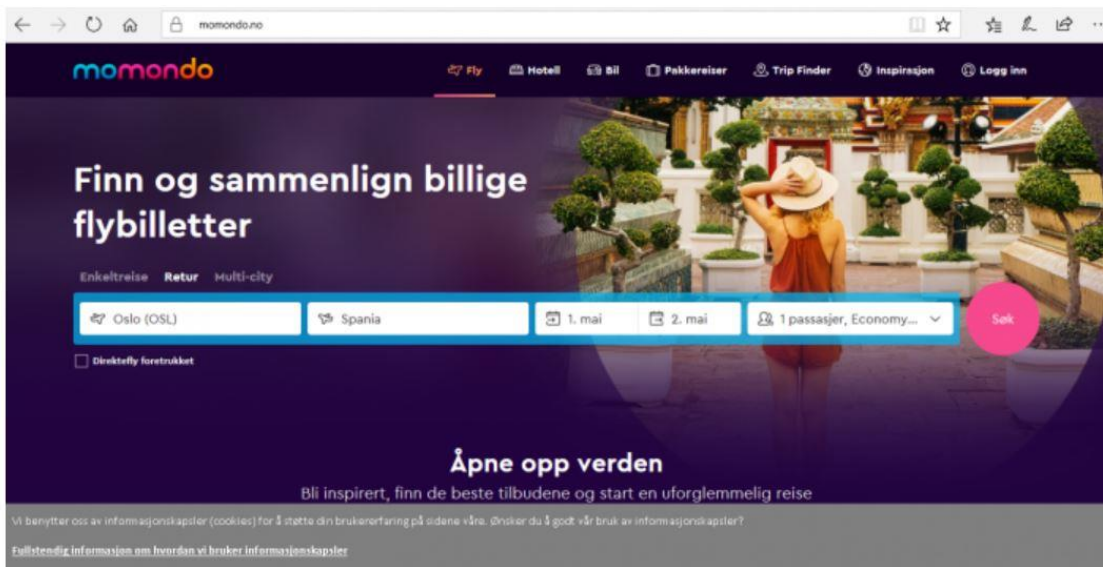 momondo.no
momondo
Fly Hotell Bil Pakkereiser Trip Finder Inspirasjon Logg inn
Finn og sammenlign billige
flybilletter
Enkeltreise Retur Multi-city
Oslo (OSL) Spania 1. mai 2. mai 1 passasjer, Economy... Søk
Direktefly foretrukket
Åpne opp verden
Bli inspirert, finn de beste tilbudene og start en uforglemmelig reise
Vi benytter oss av informasjonskapsler (cookies) for å støtte din brukererfaring på sidene våre. Ønsker du å godt vår bruk av informasjonskapsler?
Fullstendig informasjon om hvordan vi bruker informasjonskapsler